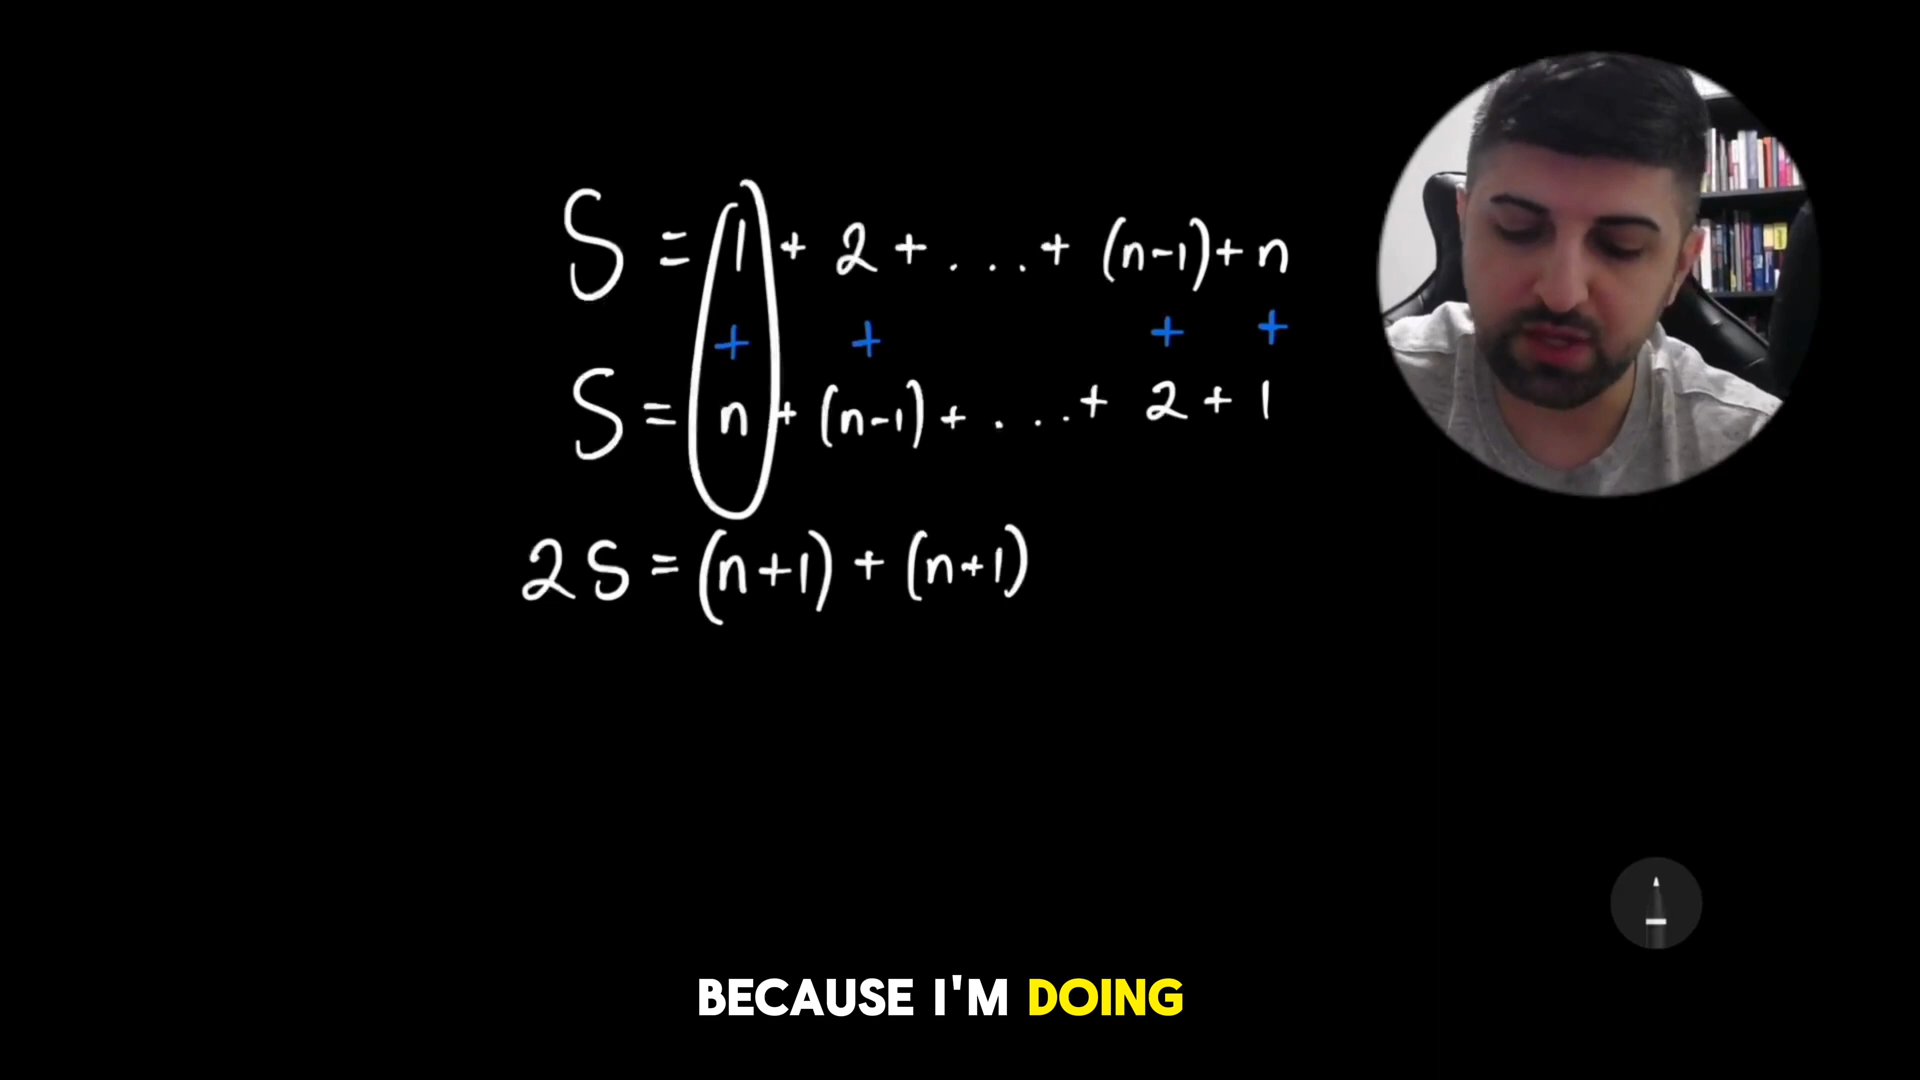 S = 1 + 2 + ... + (n-1) + n
+ + + +
S = n + (n-1) + ... + 2 + 1
2S = (n+1) + (n+1)
BECAUSE I'M DOING